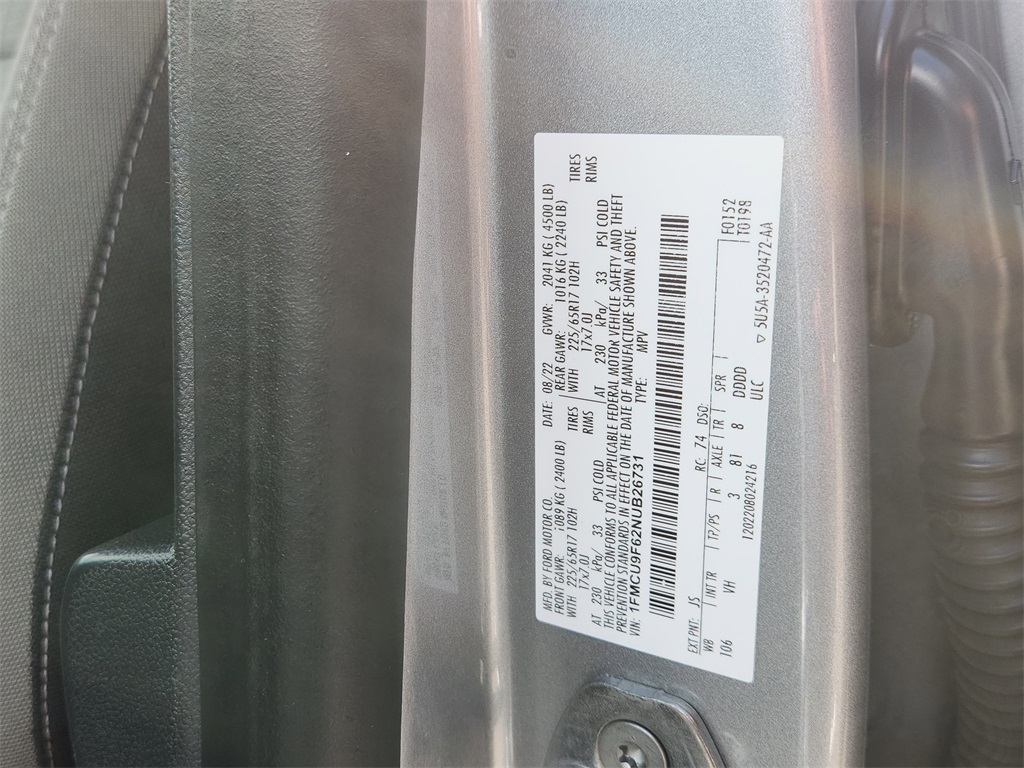 MFD. BY FORD MOTOR CO.
DATE: 08/22 GVWR: 2041 KG ( 4500 LB)
FRONT GAWR: 1089 KG ( 2400 LB)
REAR GAWR: 1016 KG ( 2240 LB)
WITH 225/65R17 102H TIRES
WITH 225/65R17 102H TIRES
17x7.0J RIMS
17x7.0J RIMS
AT 230 kPa/ 33 PSI COLD
AT 230 kPa/ 33 PSI COLD
THIS VEHICLE CONFORMS TO ALL APPLICABLE FEDERAL MOTOR VEHICLE SAFETY AND THEFT
PREVENTION STANDARDS IN EFFECT ON THE DATE OF MANUFACTURE SHOWN ABOVE.
VIN: 1FMCU9F62NUB26731
TYPE: MPV
EXT PNT: JS RC: 74 DSO: F0152
WB INT TR TP/PS R AXLE TR SPR T0198
106 VH 3 81 8 DDDD
ULC
120220802421​6
▽ 5U5A-3520472-AA